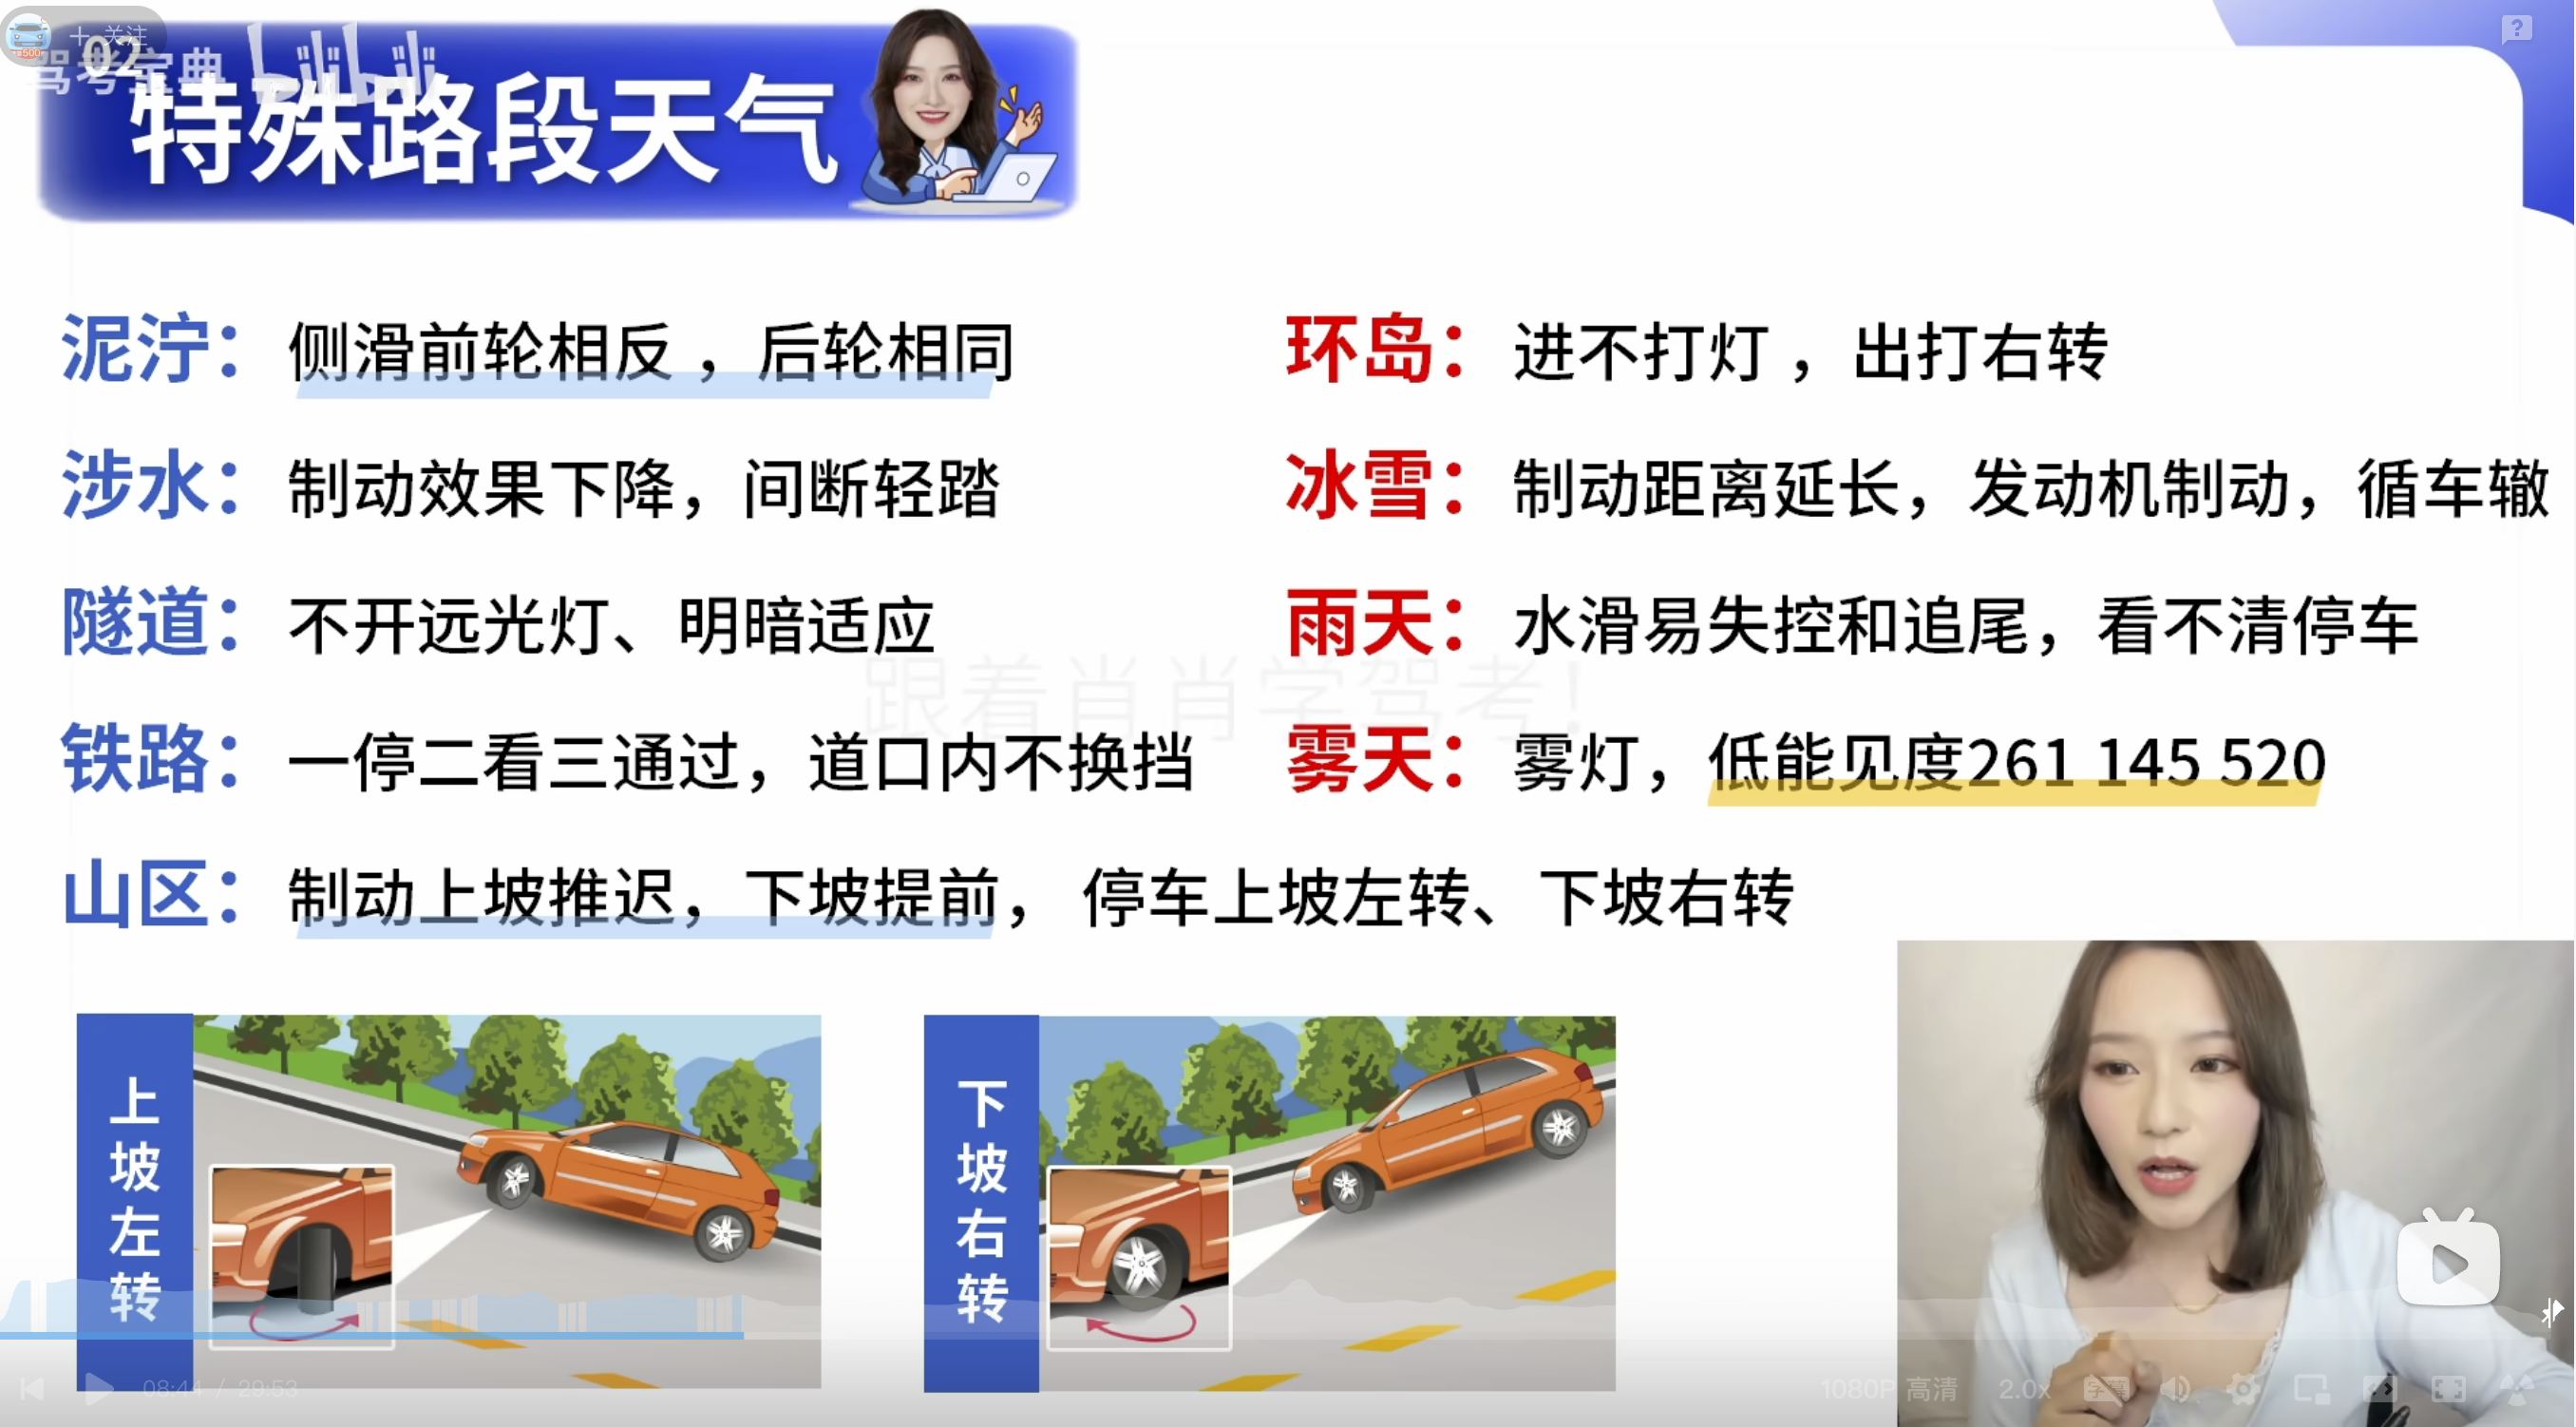 + 关注
02
驾考宝典 bilibili
特殊路段天气
泥泞：侧滑前轮相反，后轮相同
涉水：制动效果下降，间断轻踏
隧道：不开远光灯、明暗适应
铁路：一停二看三通过，道口内不换挡
山区：制动上坡推迟，下坡提前，停车上坡左转、下坡右转
环岛：进不打灯，出打右转
冰雪：制动距离延长，发动机制动，循车辙
雨天：水滑易失控和追尾，看不清停车
雾天：雾灯，低能见度261 145 520
跟着肖肖学驾考！
上坡左转
下坡右转
08:44 / 29:53
1080P 高清
2.0x
字幕